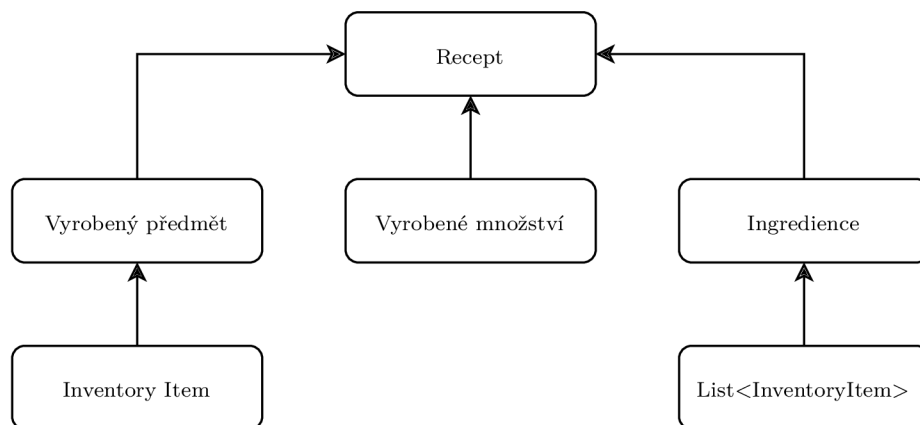 Recept
Vyrobený předmět
Vyrobené množství
Ingredience
Inventory Item
List<InventoryItem>